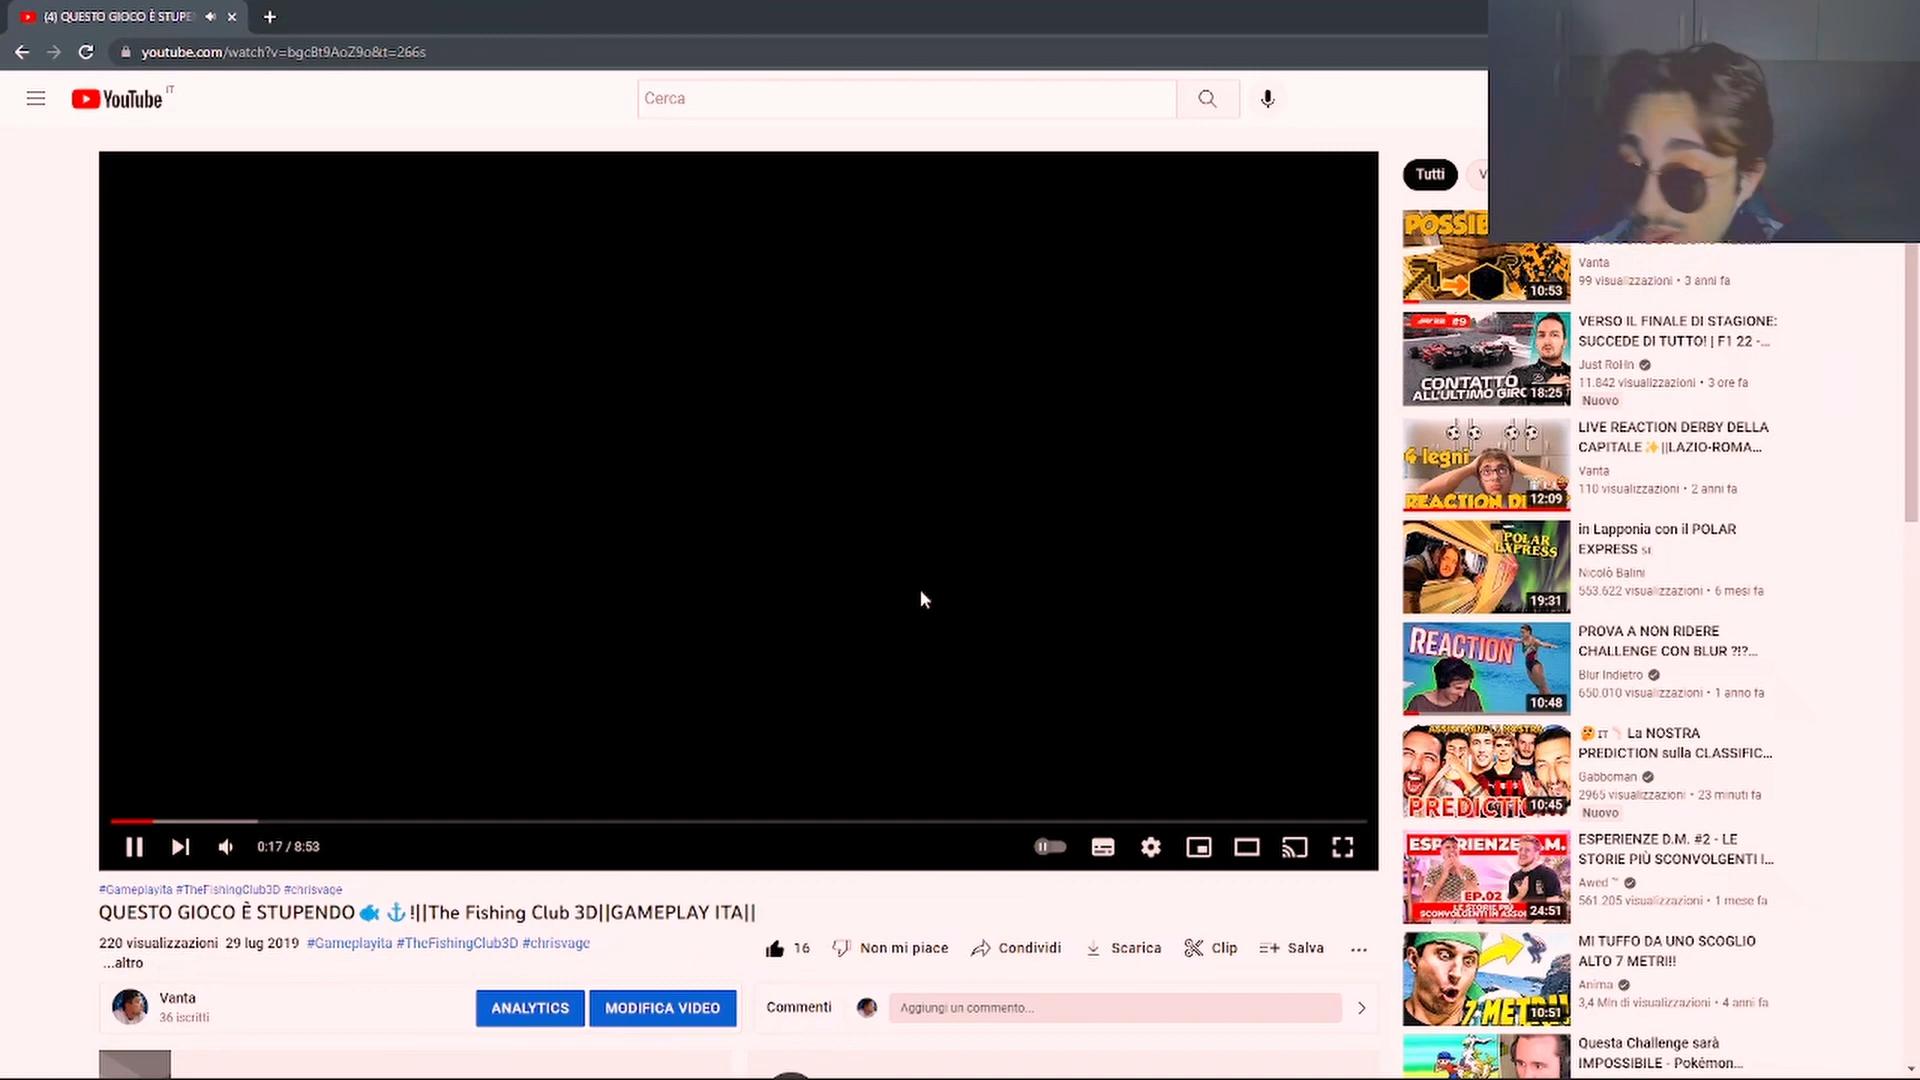 (4) QUESTO GIOCO È STUPE
youtube.com/watch?v=bgcBt9AoZ9o&t=266s
YouTube IT
Cerca
Tutti
V
POSSIB
10:53
Vanta
99 visualizzazioni • 3 anni fa
#9
CONTATTO
ALL'ULTIMO GIRO
18:25
VERSO IL FINALE DI STAGIONE:
SUCCEDE DI TUTTO! | F1 22 -...
Just Rohn
11.842 visualizzazioni • 3 ore fa
Nuovo
4 legni
REACTION DI
12:09
LIVE REACTION DERBY DELLA
CAPITALE✨||LAZIO-ROMA...
Vanta
110 visualizzazioni • 2 anni fa
POLAR
EXPRESS
19:31
in Lapponia con il POLAR
EXPRESS
Nicolò Balini
553.622 visualizzazioni • 6 mesi fa
REACTION
10:48
PROVA A NON RIDERE
CHALLENGE CON BLUR ?!?...
Blur Indietro
650.010 visualizzazioni • 1 anno fa
PREDICTI
10:45
🤔 IT La NOSTRA
PREDICTION sulla CLASSIFIC...
Gabboman
2965 visualizzazioni • 23 minuti fa
Nuovo
ESPERIENZE D.M.
EP.02
LE STORIE PIÙ
SCONVOLGENTI IN
24:51
ESPERIENZE D.M. #2 - LE
STORIE PIÙ SCONVOLGENTI I...
Awed ™
561.205 visualizzazioni • 1 mese fa
7 METRI!
10:51
MI TUFFO DA UNO SCOGLIO
ALTO 7 METRI!!
Anima
3,4 Mln di visualizzazioni • 4 anni fa
Questa Challenge sarà
IMPOSSIBILE - Pokémon...
0:17 / 8:53
#Gameplayita #TheFishingClub3D #chrisvage
QUESTO GIOCO È STUPENDO🐟⚓!||The Fishing Club 3D||GAMEPLAY ITA||
220 visualizzazioni 29 lug 2019 #Gameplayita #TheFishingClub3D #chrisvage
...altro
16
Non mi piace
Condividi
Scarica
Clip
Salva
Vanta
36 iscritti
ANALYTICS
MODIFICA VIDEO
Commenti
Aggiungi un commento...